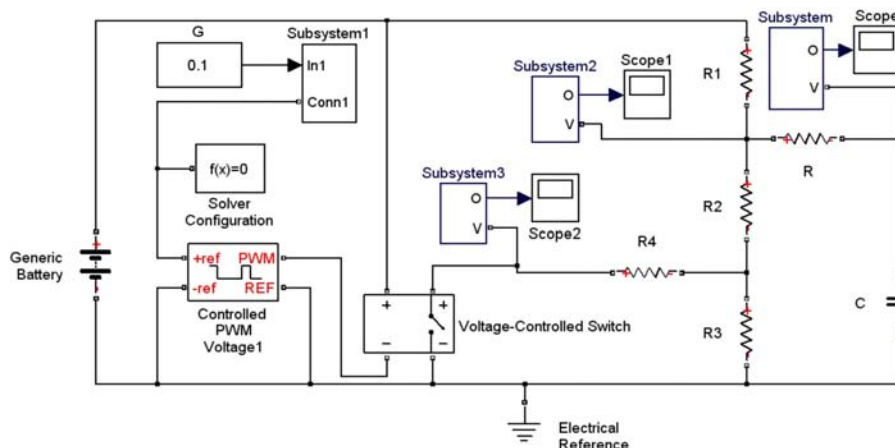 G
0.1
Subsystem1
In1
Conn1
Subsystem2
O
V
Scope1
Subsystem
O
V
Scope
R1
R
f(x)=0
Solver
Configuration
Subsystem3
O
V
Scope2
R2
R4
Generic
Battery
+ref PWM
-ref REF
Controlled
PWM
Voltage1
+ +
− −
Voltage-Controlled Switch
R3
C
Electrical
Reference